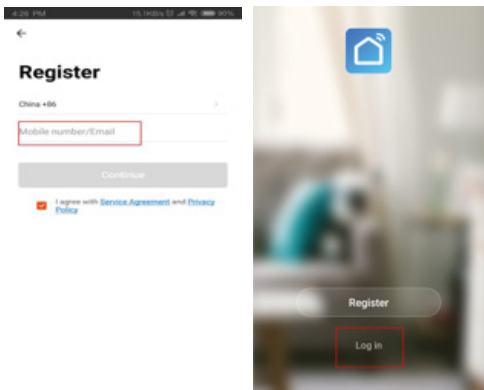 4:26 PM
90%
Register
China +86
Mobile number/Email
Continue
I agree with Service Agreement and Privacy
Policy
Register
Log in